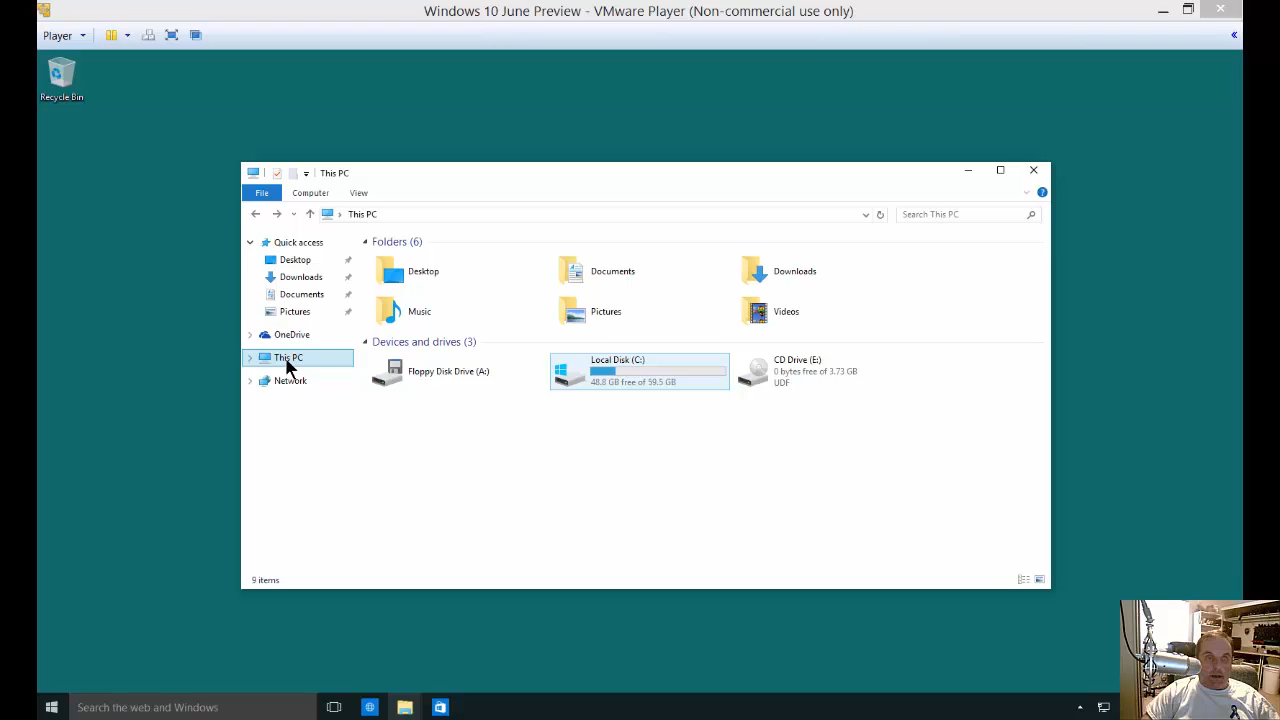 Windows 10 June Preview - VMware Player (Non-commercial use only)
Player
Recycle Bin
This PC
File Computer View
This PC
Search This PC
Quick access
Desktop
Downloads
Documents
Pictures
OneDrive
This PC
Network
Folders (6)
Desktop Documents Downloads
Music Pictures Videos
Devices and drives (3)
Floppy Disk Drive (A:)
Local Disk (C:)
48.8 GB free of 59.5 GB
CD Drive (E:)
0 bytes free of 3.73 GB
UDF
9 items
Search the web and Windows